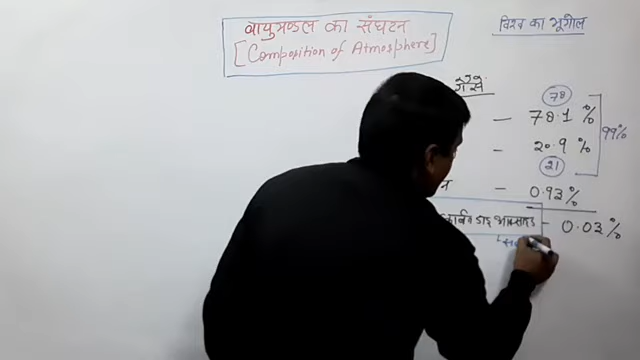 वायुमण्डल का संघटन
[Composition of Atmosphere]
विश्व का भूगोल
गैसें
78
— 78.1 %
99%
- 20.9 %
21
न - 0.93%
कार्बन डाइ आक्साइड - 0.03%